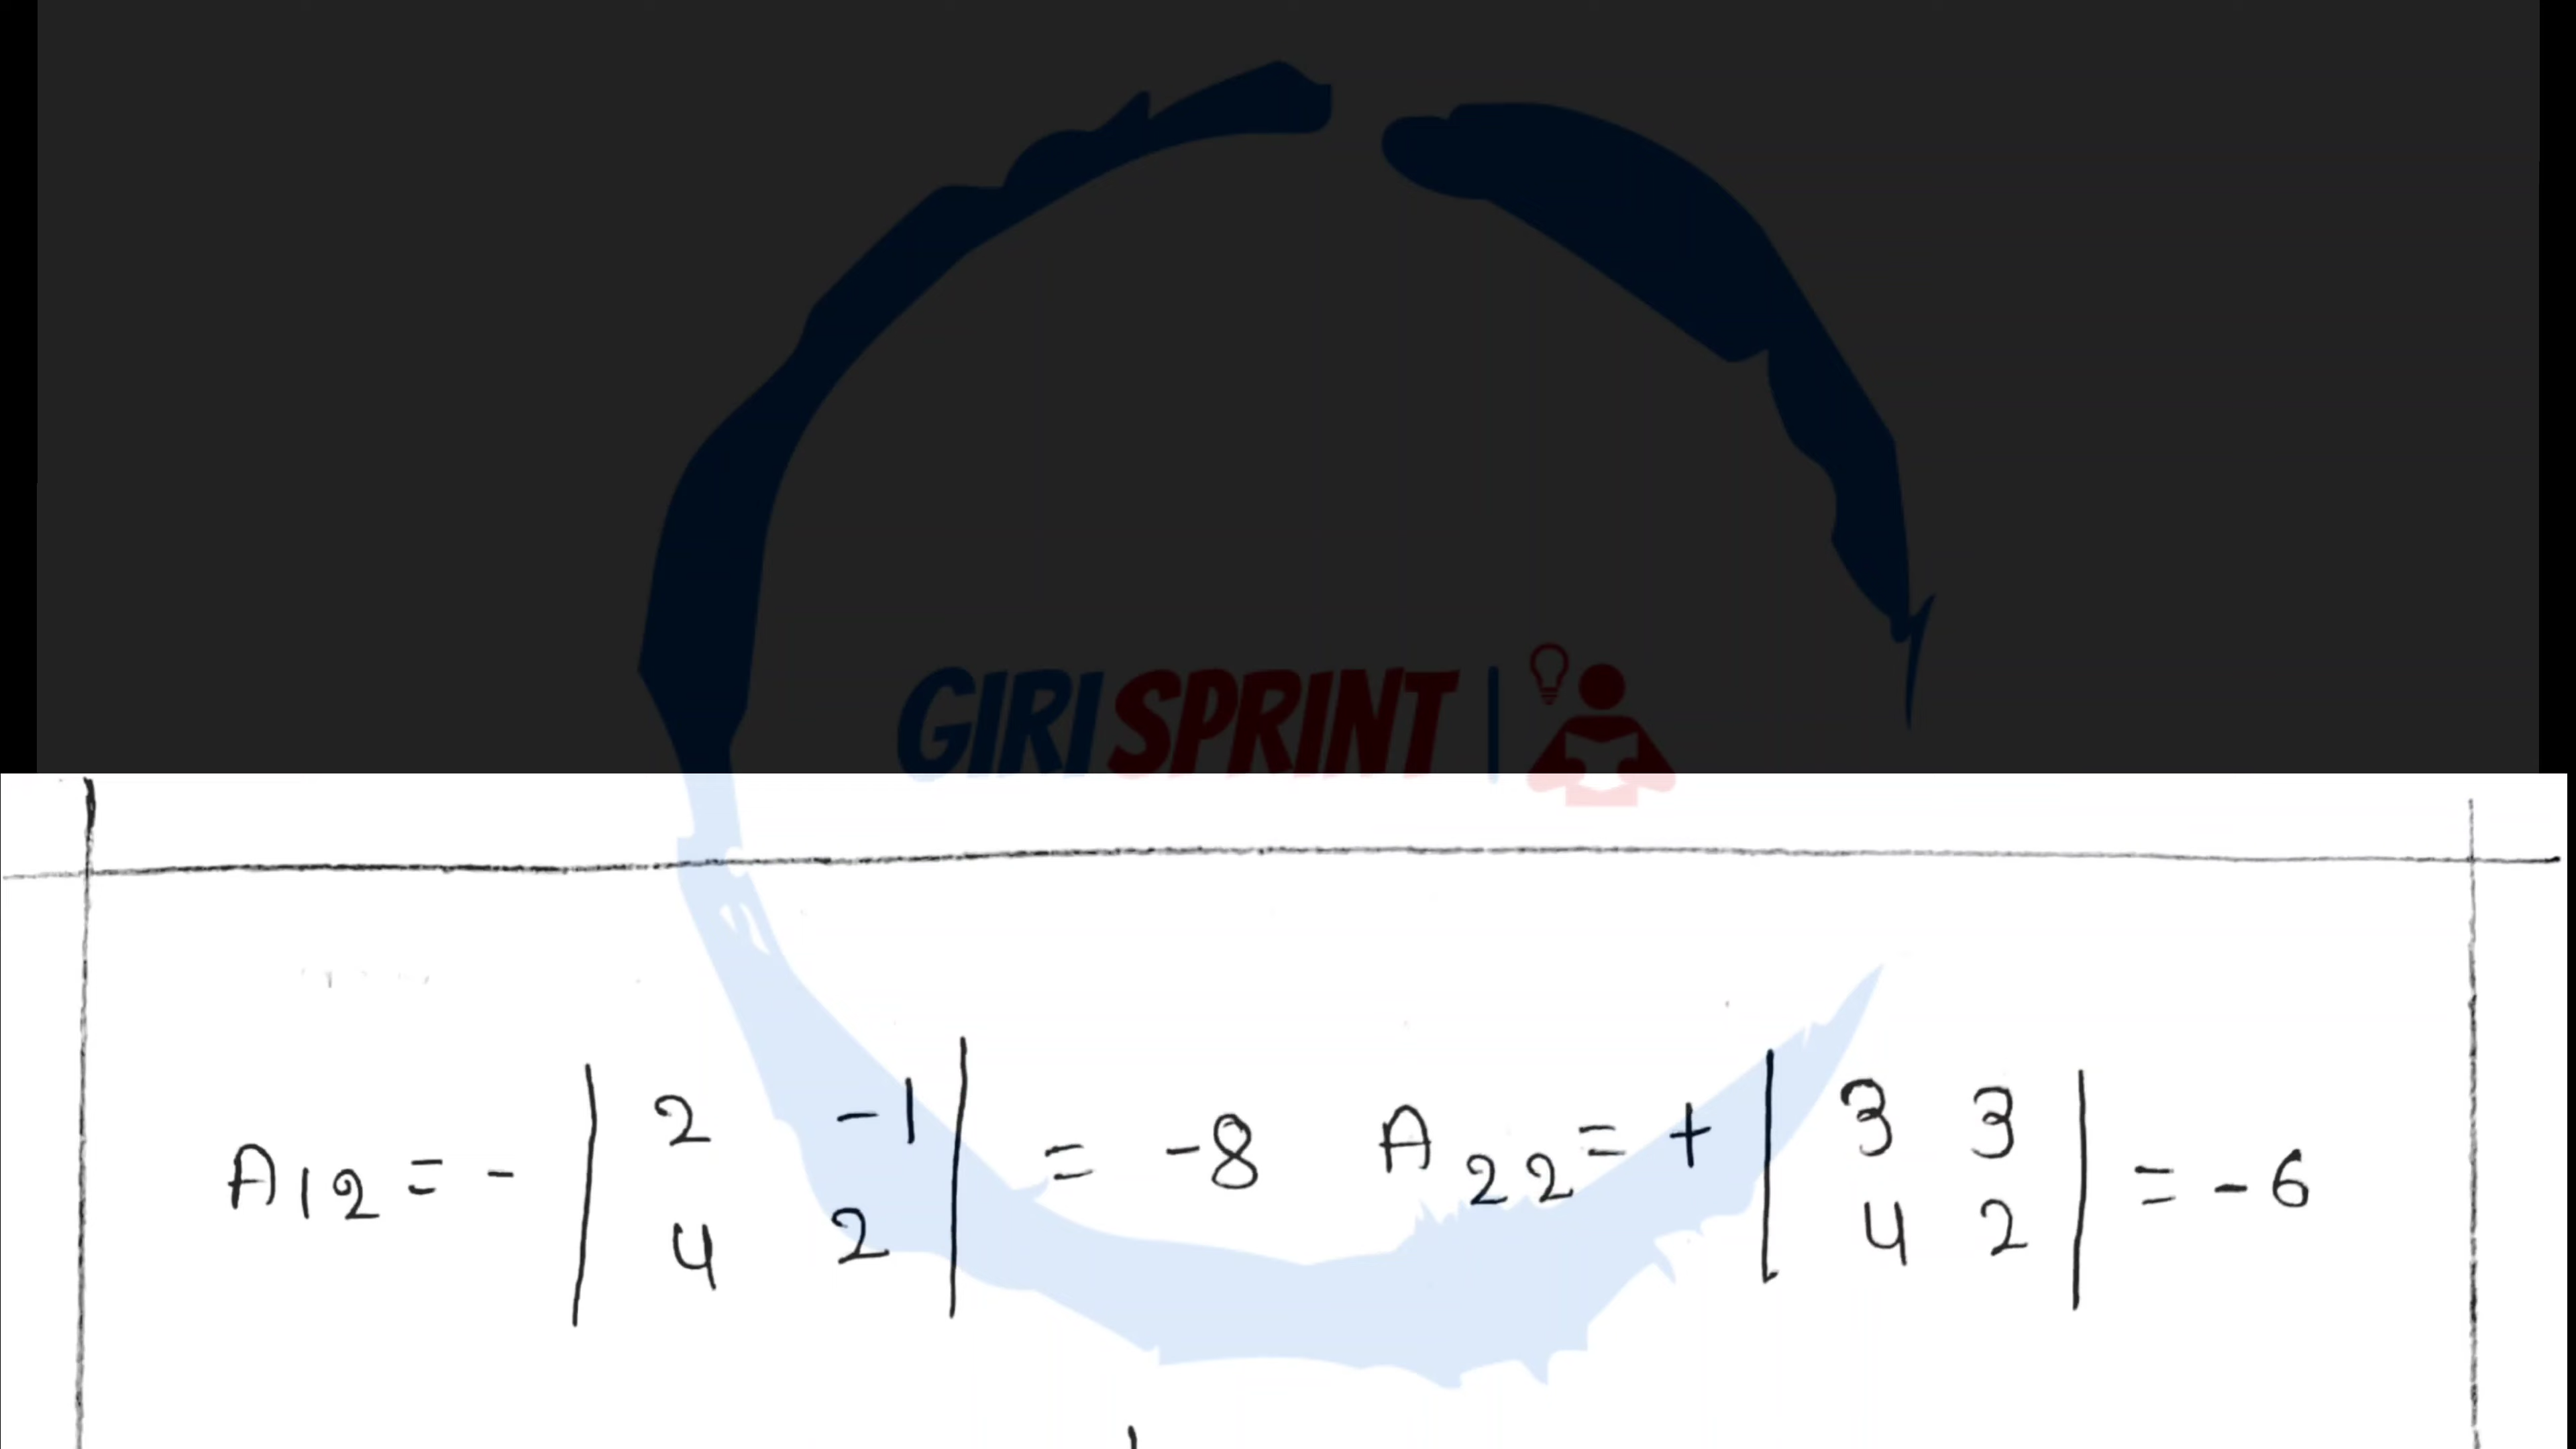 GIRI SPRINT
A12 = - | 2 -1 | = -8 A22 = + | 3 3 | = -6
| 4 2 | | 4 2 |